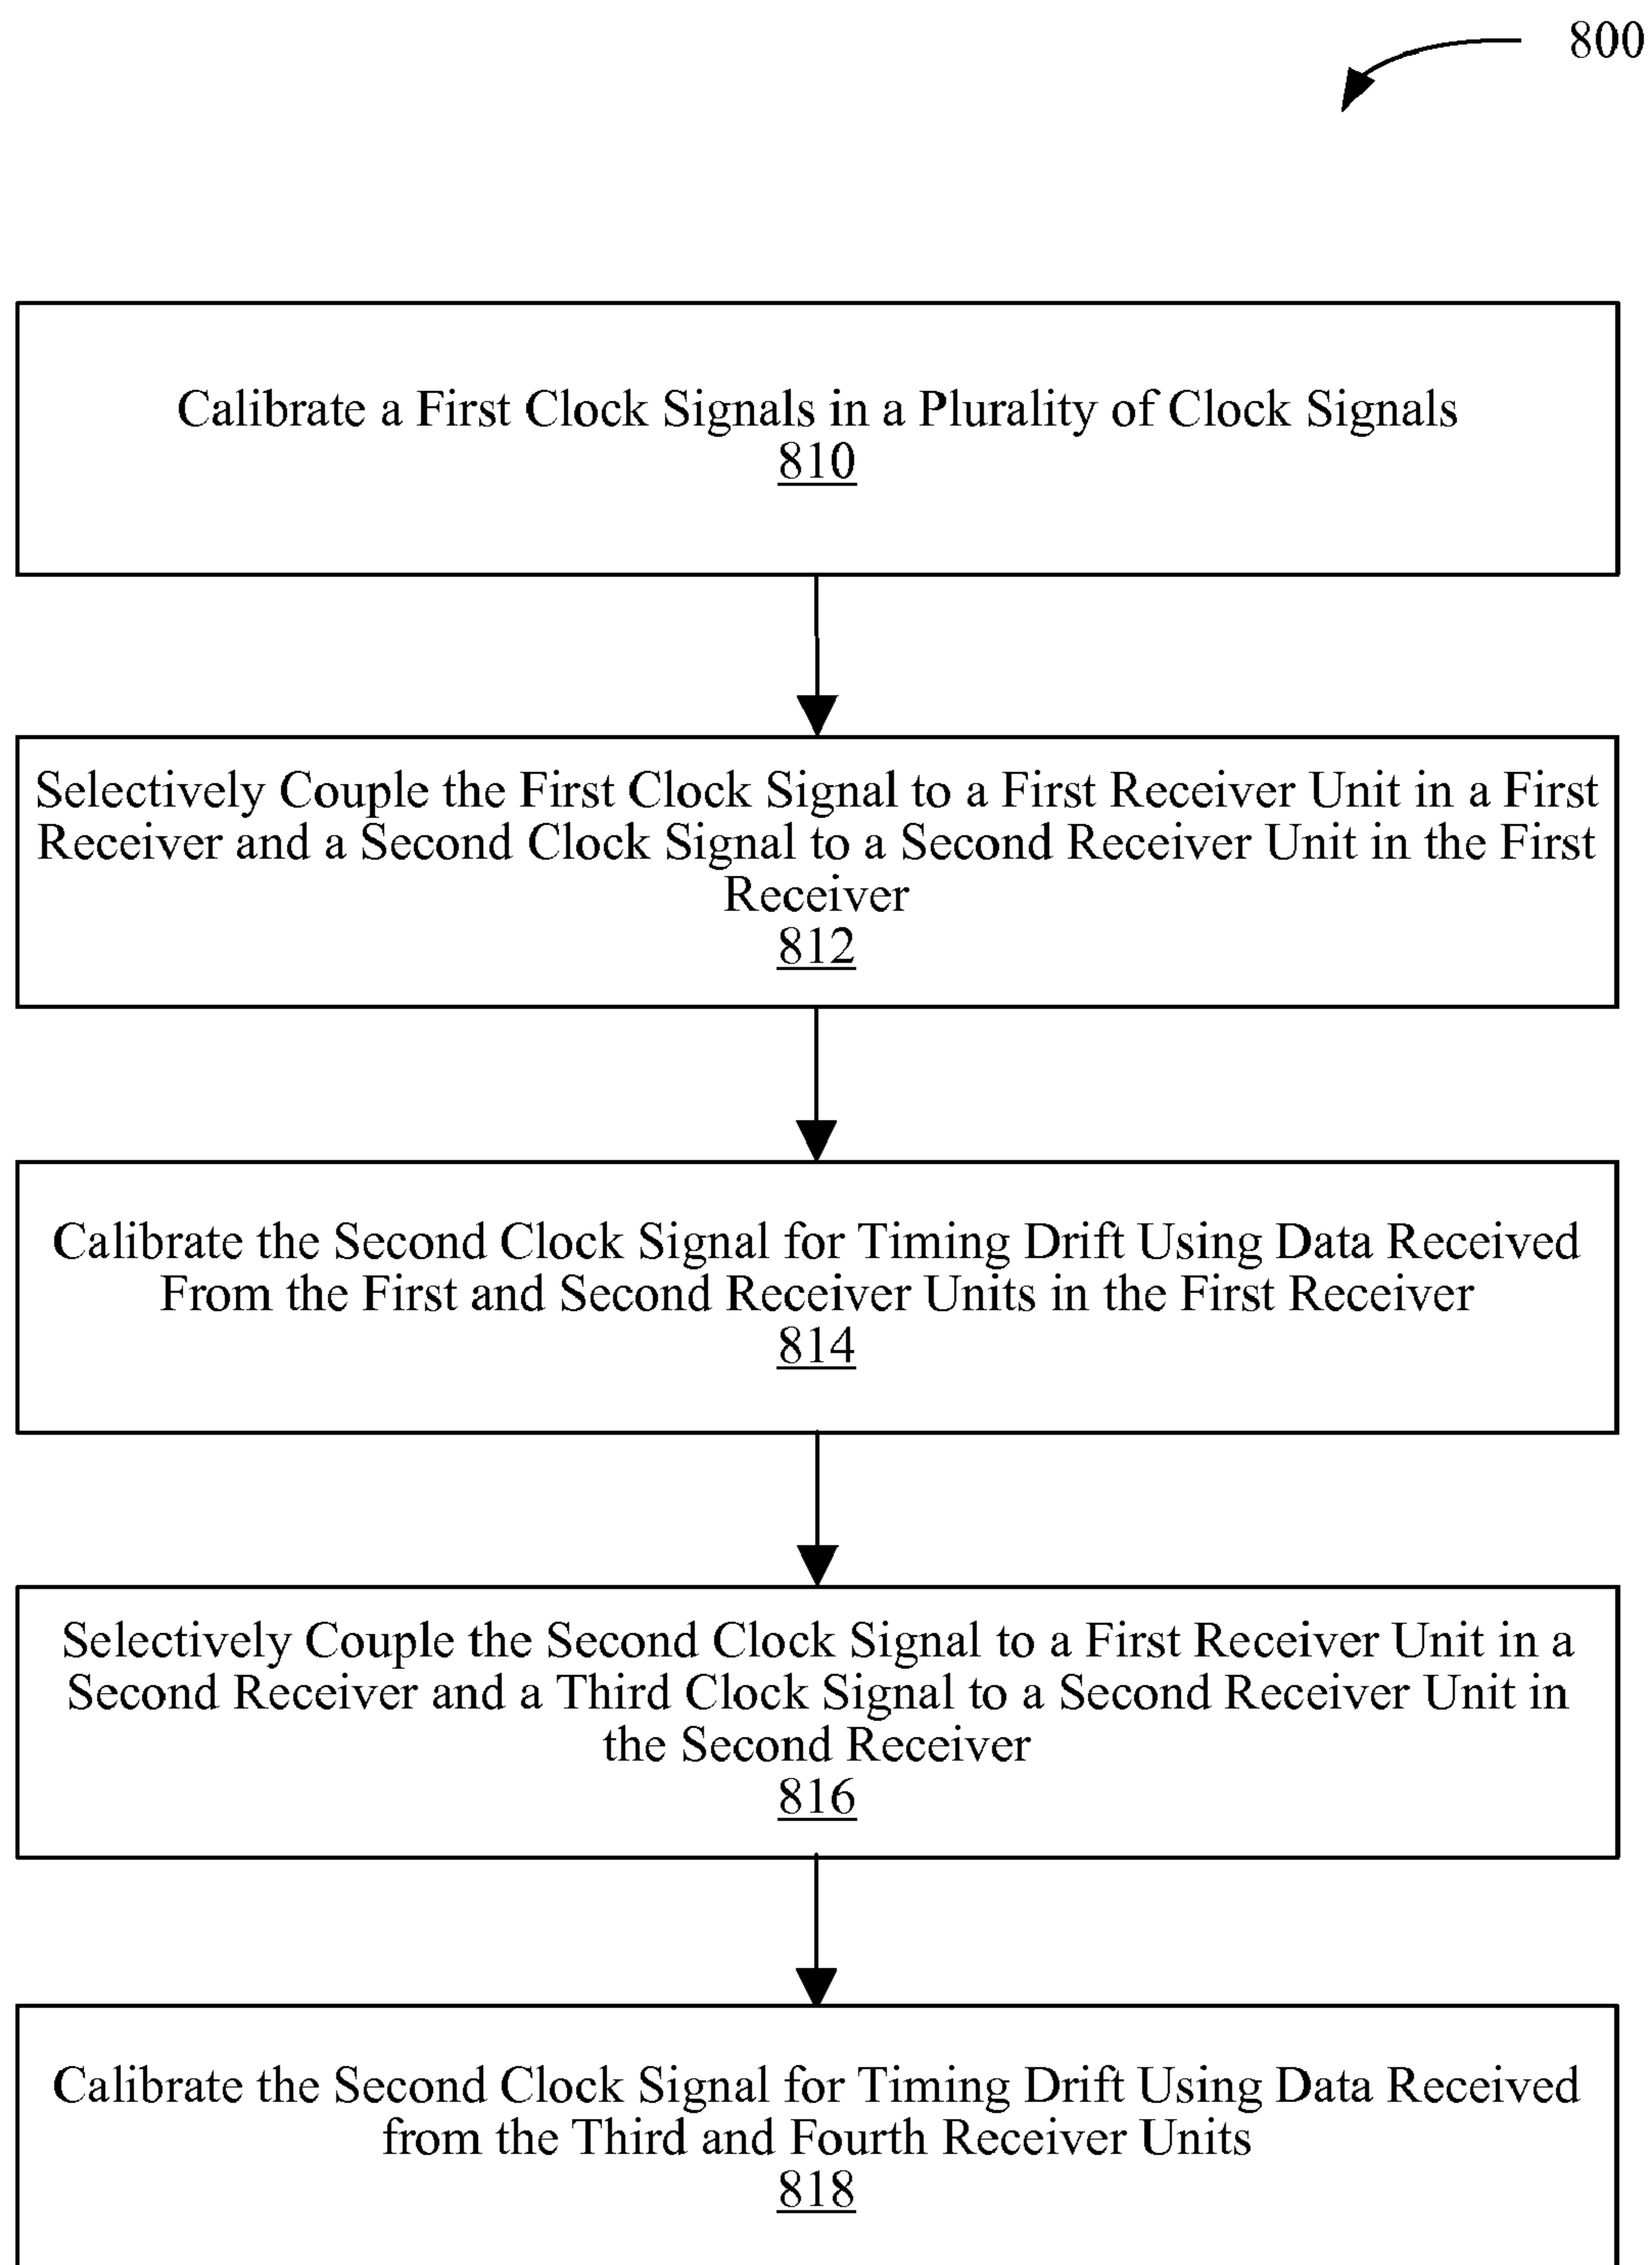 800
Calibrate a First Clock Signals in a Plurality of Clock Signals
810
Selectively Couple the First Clock Signal to a First Receiver Unit in a First
Receiver and a Second Clock Signal to a Second Receiver Unit in the First
Receiver
812
Calibrate the Second Clock Signal for Timing Drift Using Data Received
From the First and Second Receiver Units in the First Receiver
814
Selectively Couple the Second Clock Signal to a First Receiver Unit in a
Second Receiver and a Third Clock Signal to a Second Receiver Unit in
the Second Receiver
816
Calibrate the Second Clock Signal for Timing Drift Using Data Received
from the Third and Fourth Receiver Units
818